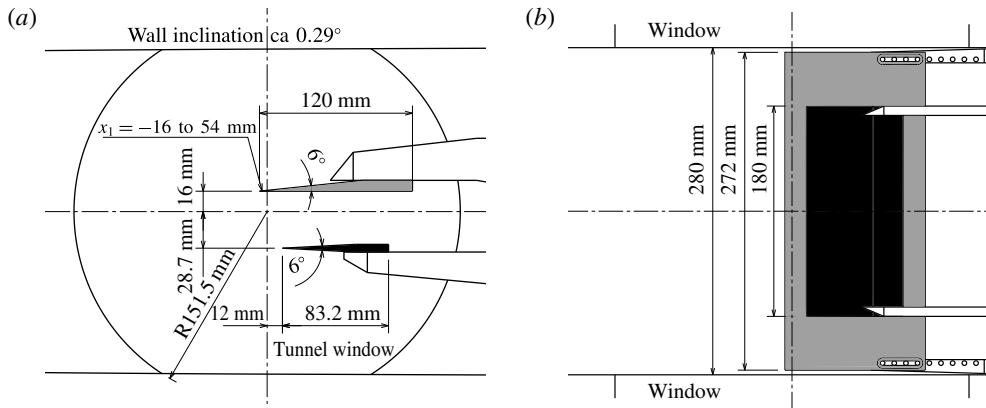 (a)
Wall inclination ca 0.29°
120 mm
x₁ = −16 to 54 mm
6°
16 mm
28.7 mm
6°
R151.5 mm
12 mm
83.2 mm
Tunnel window
(b)
Window
280 mm
272 mm
180 mm
Window